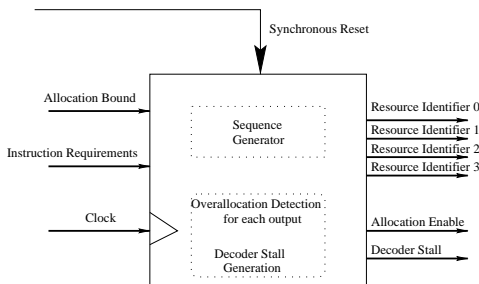 Synchronous Reset
Allocation Bound
Instruction Requirements
Clock
Sequence
Generator
Overallocation Detection
for each output
Decoder Stall
Generation
Resource Identifier 0
Resource Identifier 1
Resource Identifier 2
Resource Identifier 3
Allocation Enable
Decoder Stall